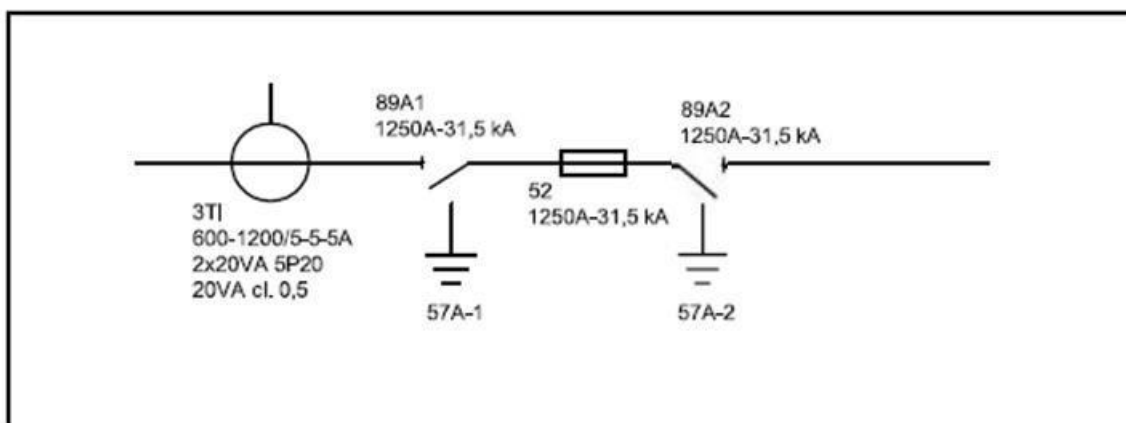 89A1
1250A-31,5 kA
89A2
1250A-31,5 kA
3TI
600-1200/5-5-5A
2x20VA 5P20
20VA cl. 0,5
52
1250A-31,5 kA
57A-1
57A-2